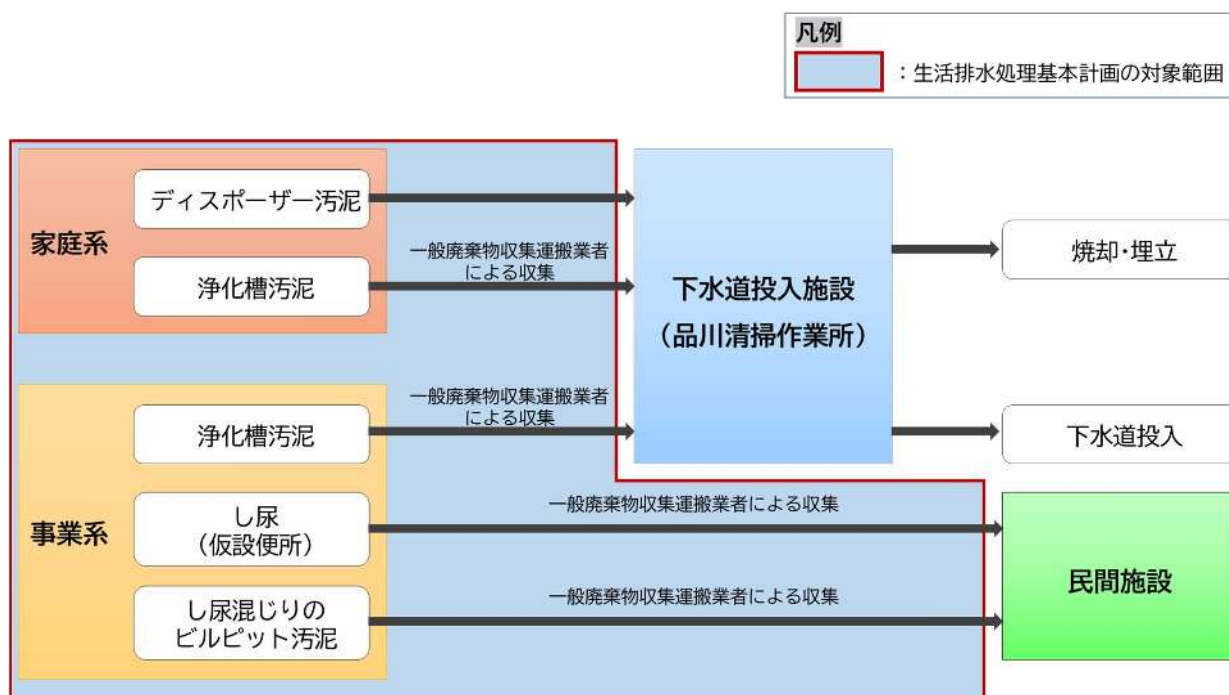 凡例
：生活排水処理基本計画の対象範囲
家庭系
ディスポーザー汚泥
浄化槽汚泥
一般廃棄物収集運搬業者
による収集
下水道投入施設
（品川清掃作業所）
焼却・埋立
下水道投入
事業系
浄化槽汚泥
一般廃棄物収集運搬業者
による収集
し尿
（仮設便所）
一般廃棄物収集運搬業者による収集
し尿混じりの
ビルピット汚泥
一般廃棄物収集運搬業者による収集
民間施設